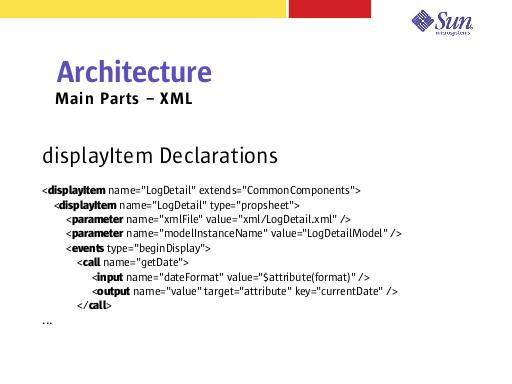 Sun
microsystems
Architecture
Main Parts – XML
displayItem Declarations
<displayItem name="LogDetail" extends="CommonComponents">
<displayItem name="LogDetail" type="propsheet">
<parameter name="xmlFile" value="xml/LogDetail.xml" />
<parameter name="modelInstanceName" value="LogDetailModel" />
<events type="beginDisplay">
<call name="getDate">
<input name="dateFormat" value="$attribute(format)" />
<output name="value" target="attribute" key="currentDate" />
</call>
...